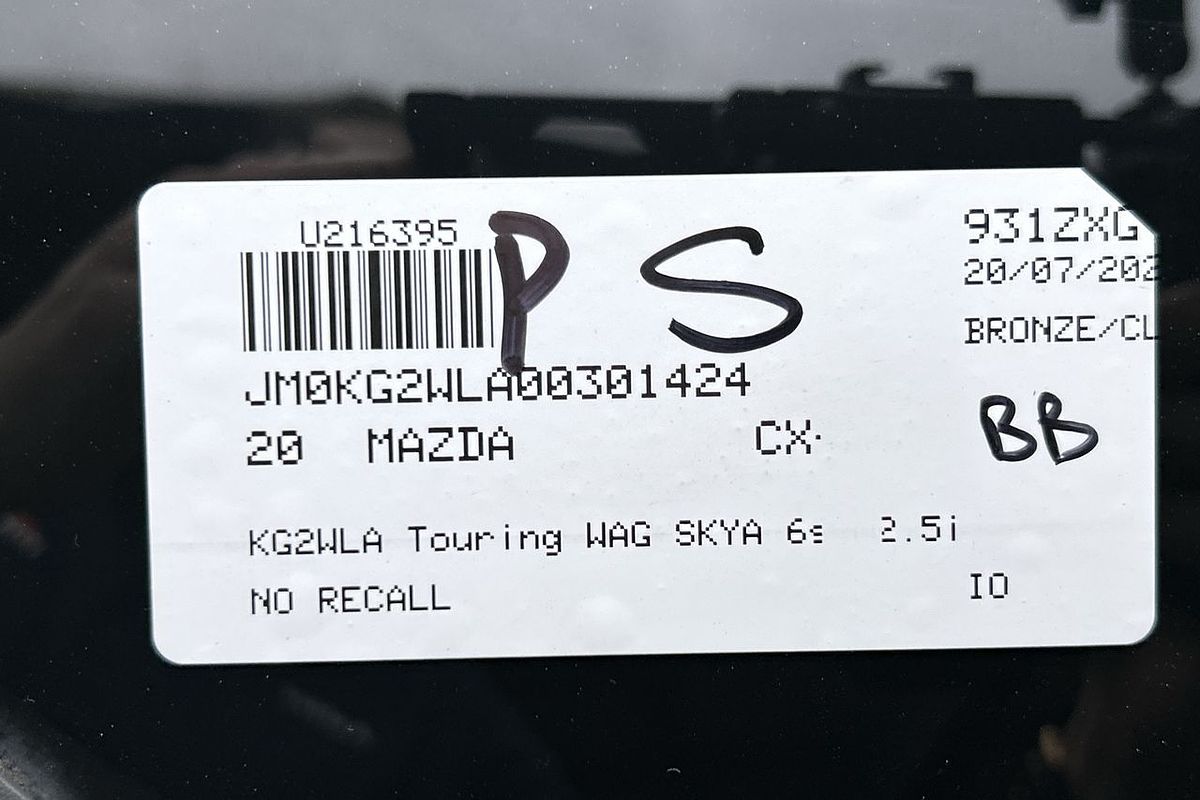 U216395
P S
931ZXG
20/07/202
BRONZE/CL
JM0KG2WLA00301424
20 MAZDA CX-
BB
KG2WLA Touring WAG SKYA 6s 2.5i
NO RECALL IO